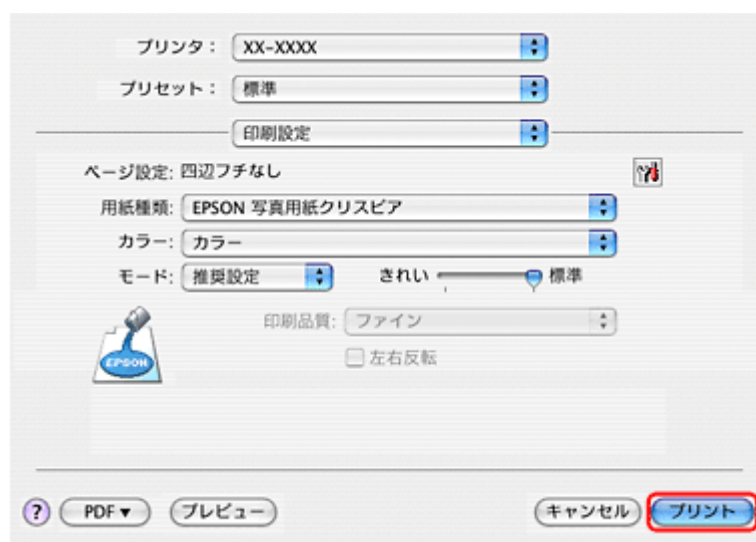 プリンタ： XX-XXXX
プリセット： 標準
印刷設定
ページ設定: 四辺フチなし
用紙種類: EPSON 写真用紙クリスピア
カラー: カラー
モード: 推奨設定 きれい 標準
印刷品質: ファイン
EPSON
左右反転
? PDF▼ プレビュー キャンセル プリント